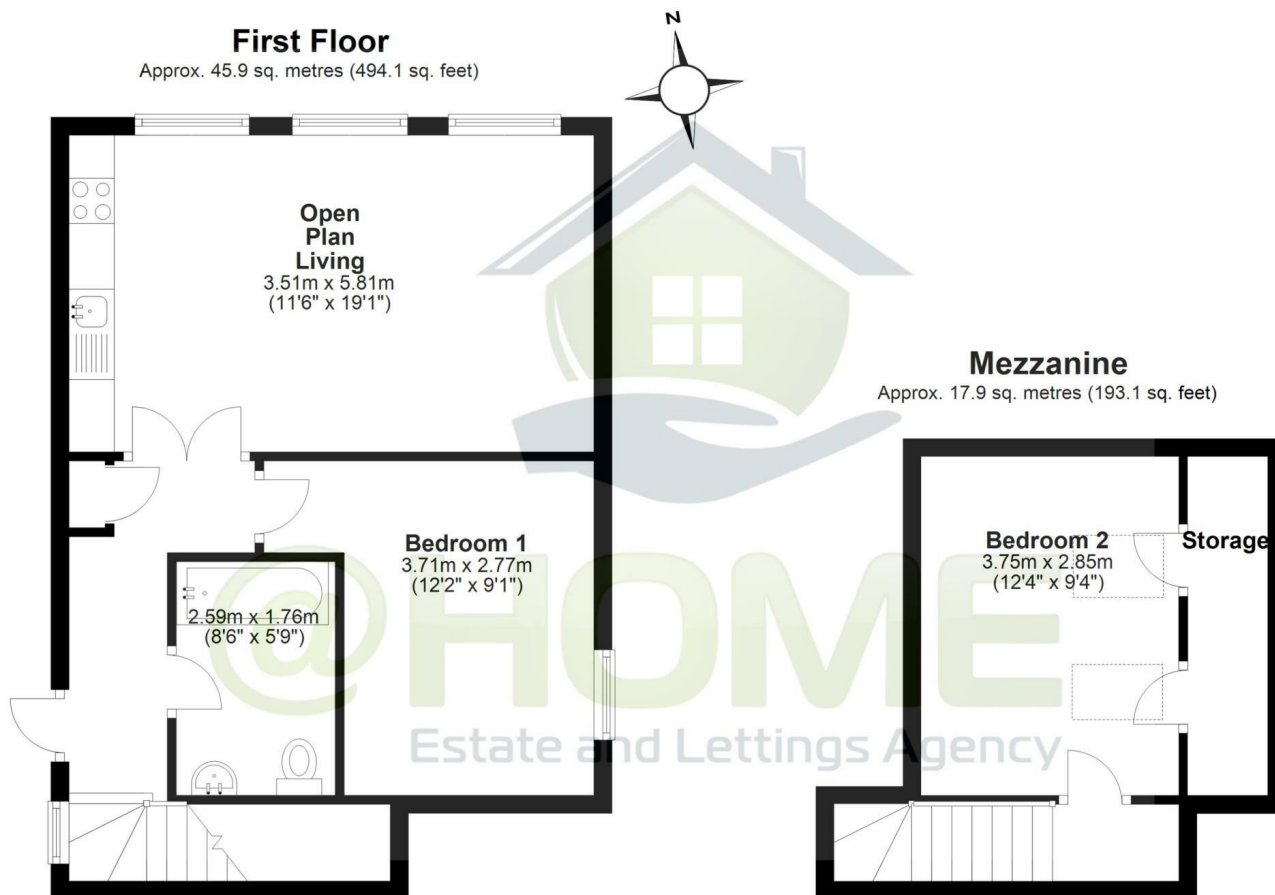 First Floor
Approx. 45.9 sq. metres (494.1 sq. feet)
N
Open
Plan
Living
3.51m x 5.81m
(11'6" x 19'1")
Mezzanine
Approx. 17.9 sq. metres (193.1 sq. feet)
Bedroom 1
3.71m x 2.77m
(12'2" x 9'1")
2.59m x 1.76m
(8'6" x 5'9")
Bedroom 2
3.75m x 2.85m
(12'4" x 9'4")
Storage
@HOME
Estate and Lettings Agency